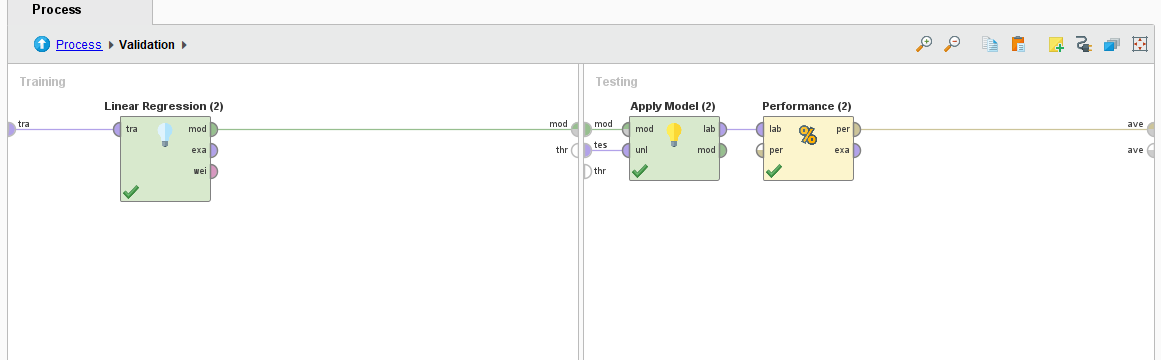 Process
Process Validation
Training
Testing
Linear Regression (2)
Apply Model (2)
Performance (2)
tra
tra
mod
exa
wei
mod
thr
mod
tes
thr
mod
unl
lab
mod
lab
per
per
exa
ave
ave